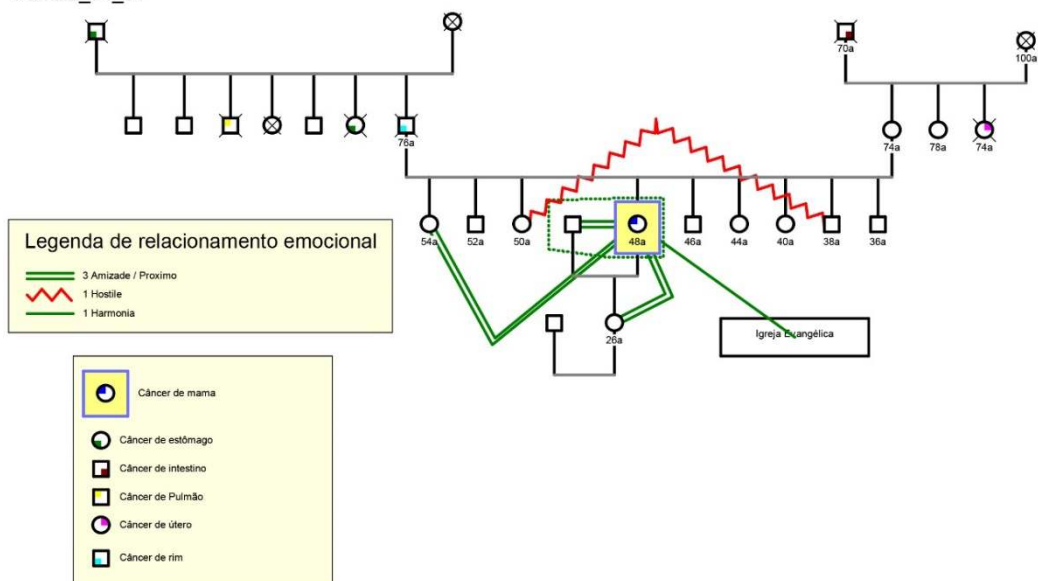 70a
100a
76a
74a
78a
74a
54a
52a
50a
48a
46a
44a
40a
38a
36a
Legenda de relacionamento emocional
3 Amizade / Proximo
1 Hostile
1 Harmonia
26a
Igreja Evangélica
Câncer de mama
Câncer de estômago
Câncer de intestino
Câncer de Pulmão
Câncer de útero
Câncer de rim